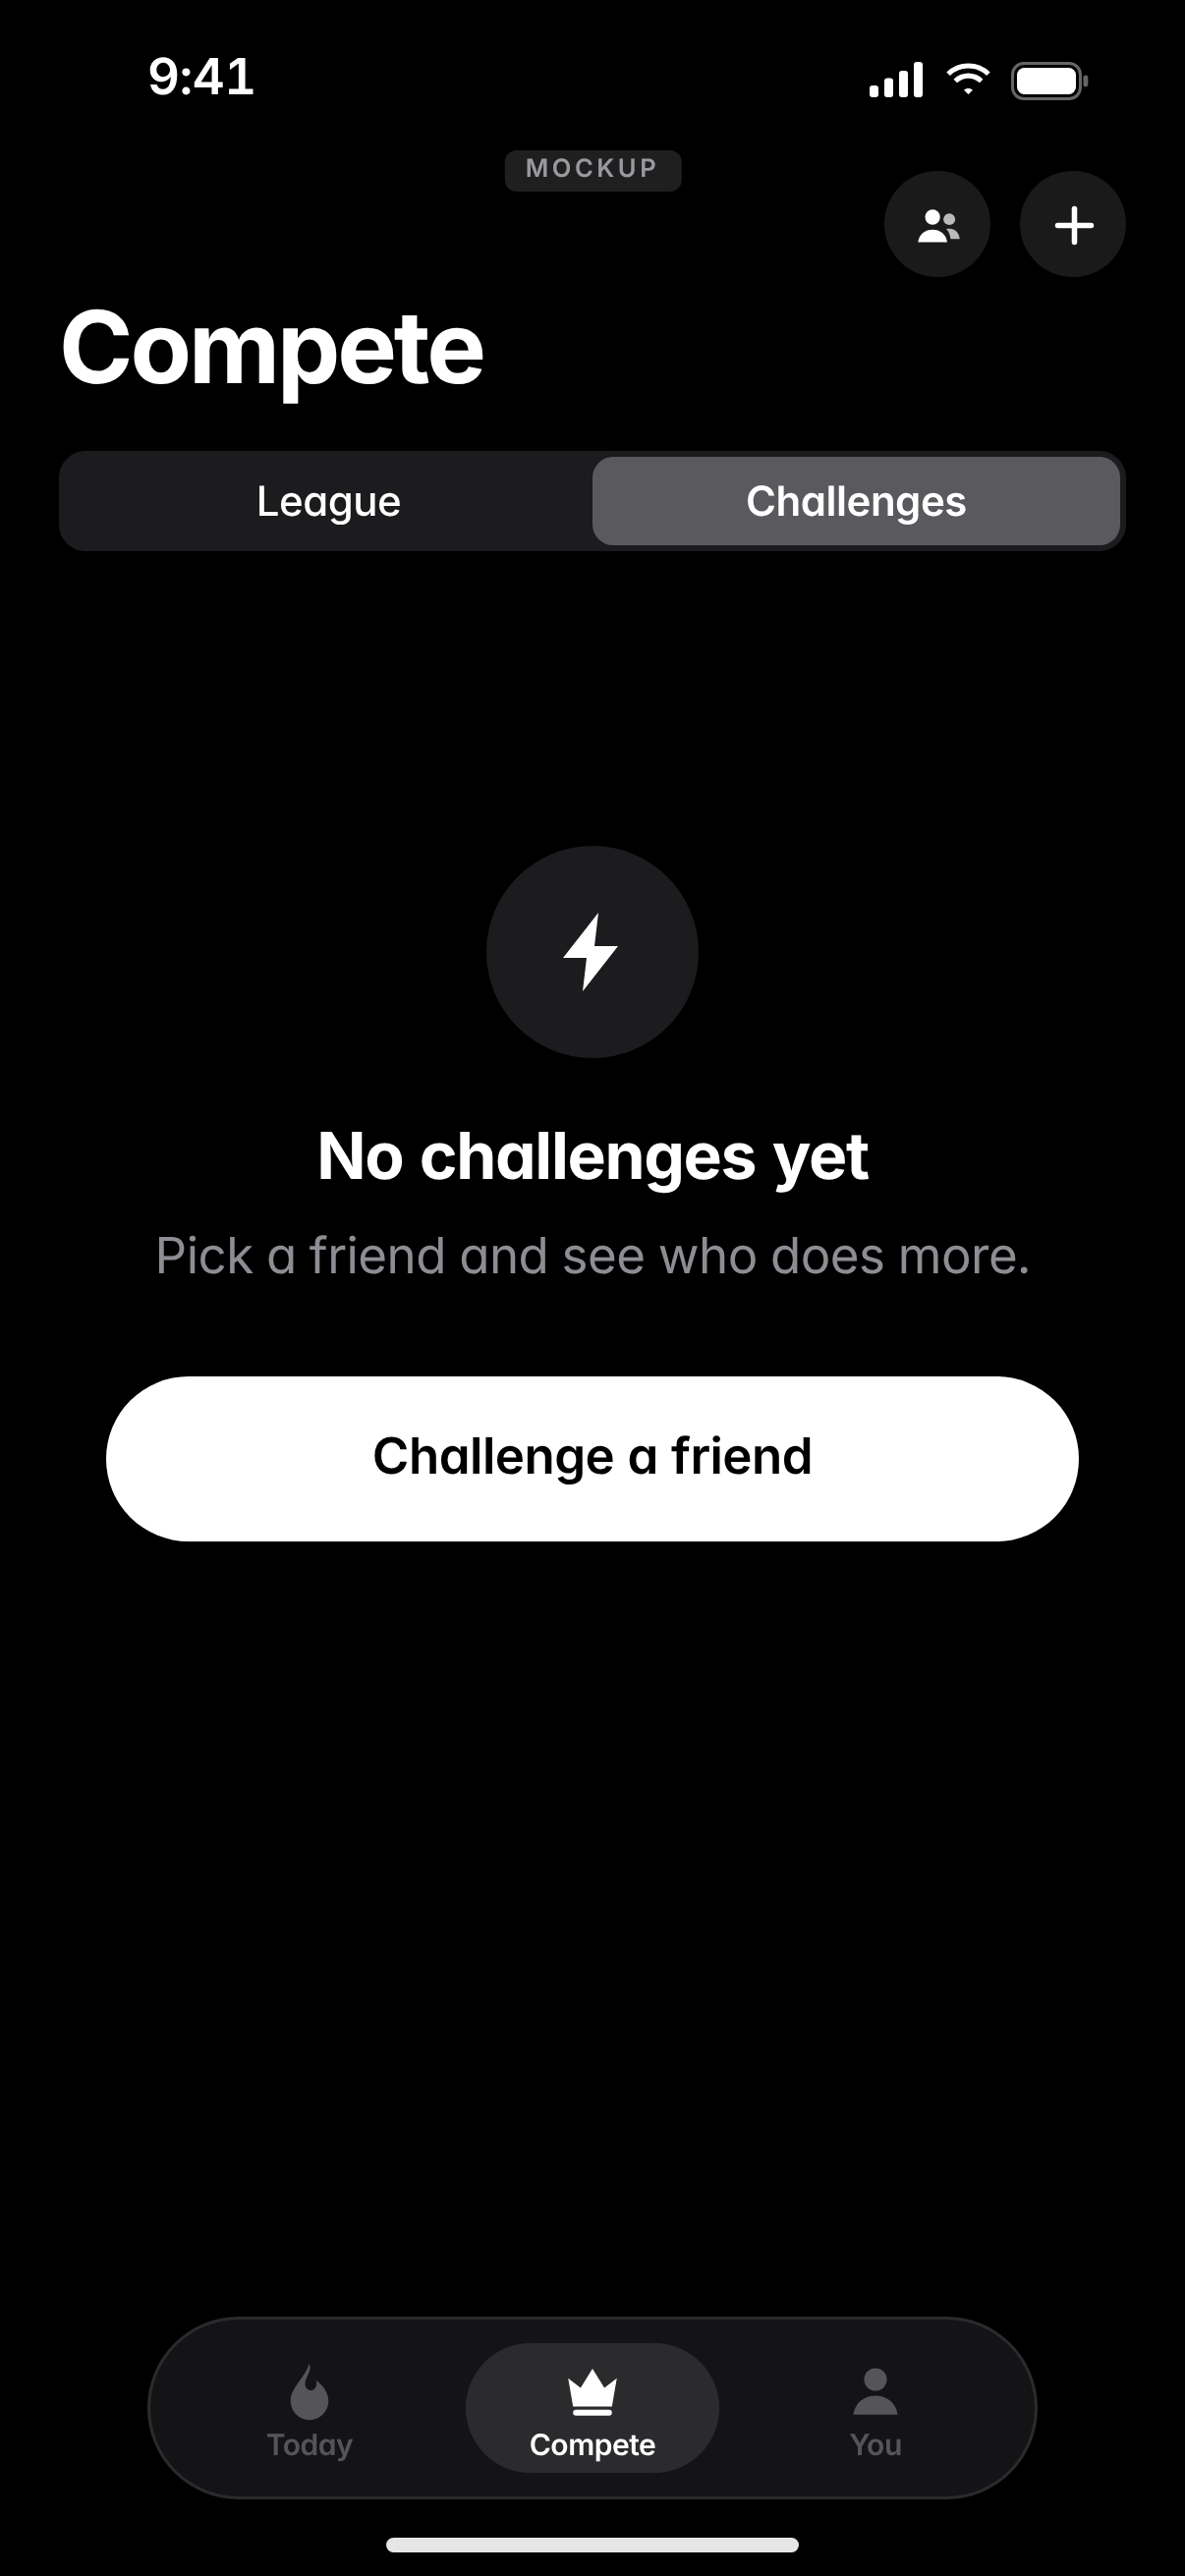 9:41
MOCKUP
Compete
League
Challenges
No challenges yet
Pick a friend and see who does more.
Challenge a friend
Today
Compete
You